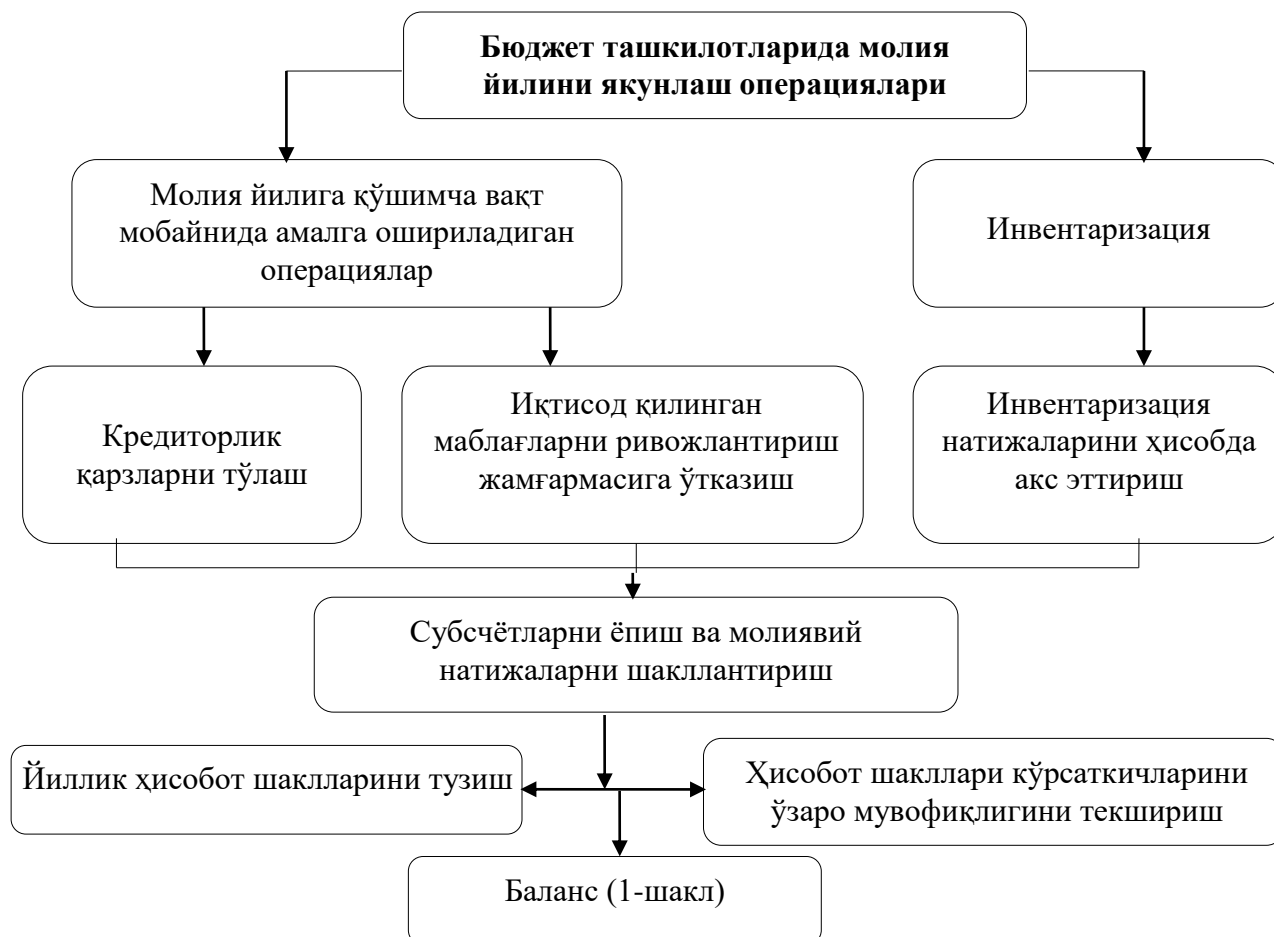 Бюджет ташкилотларида молия
йилини якунлаш операциялари
Молия йилига қўшимча вақт
мобайнида амалга ошириладиган
операциялар
Инвентаризация
Кредиторлик
қарзларни тўлаш
Иқтисод қилинган
маблағларни ривожлантириш
жамғармасига ўтказиш
Инвентаризация
натижаларини ҳисобда
акс эттириш
Субсчётларни ёпиш ва молиявий
натижаларни шакллантириш
Йиллик ҳисобот шаклларини тузиш
Ҳисобот шакллари кўрсаткичларини
ўзаро мувофиқлигини текшириш
Баланс (1-шакл)